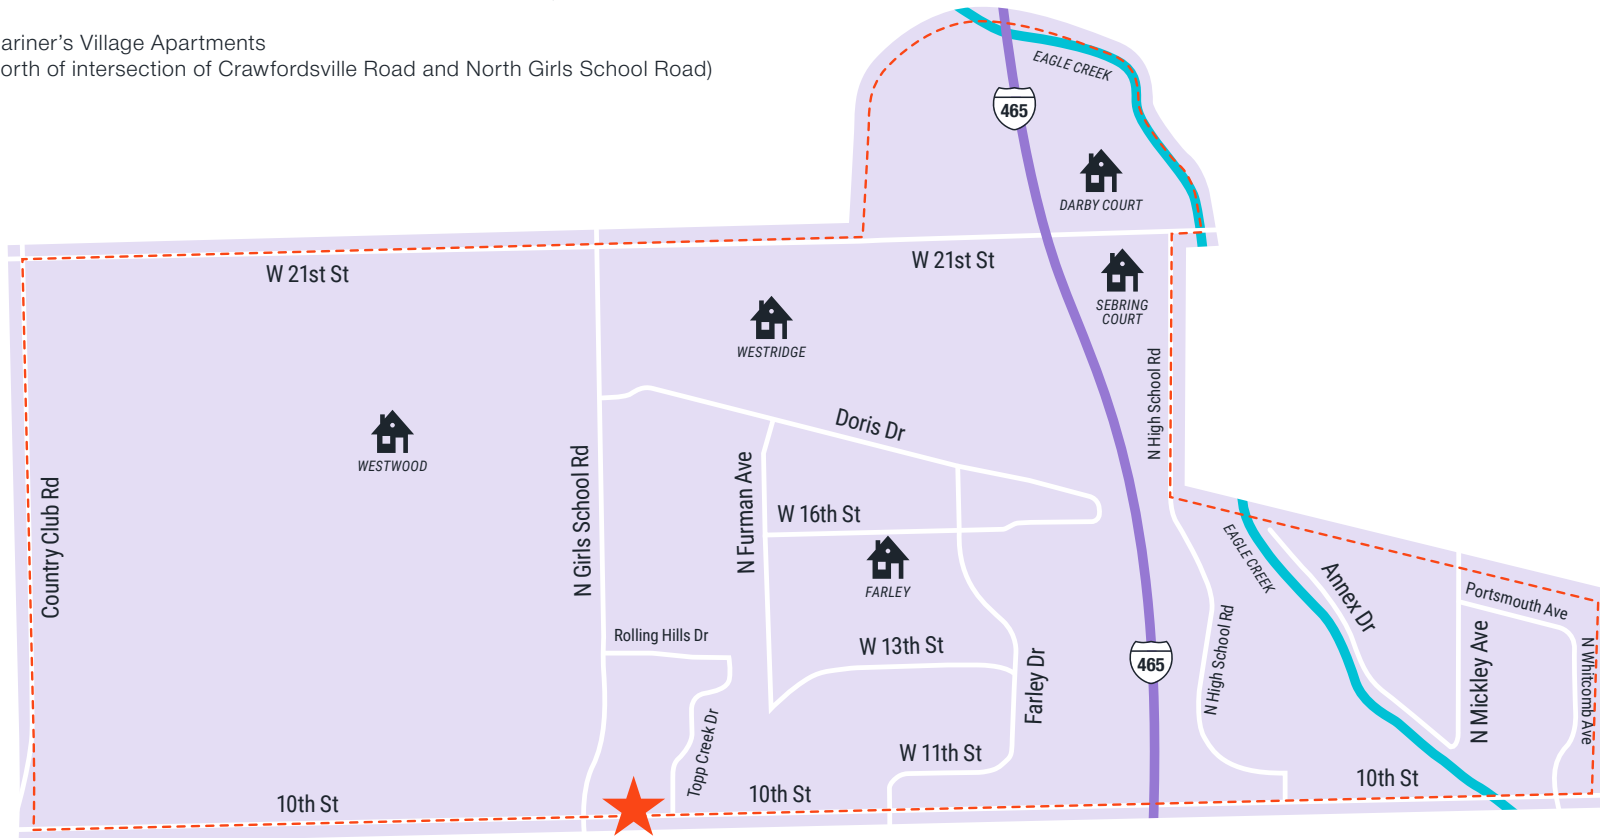 ariner’s Village Apartments
orth of intersection of Crawfordsville Road and North Girls School Road)
EAGLE CREEK
465
DARBY COURT
W 21st St
W 21st St
SEBRING
COURT
WESTRIDGE
N High School Rd
WESTWOOD
Doris Dr
Country Club Rd
N Girls School Rd
N Furman Ave
W 16th St
FARLEY
EAGLE CREEK
Annex Dr
Portsmouth Ave
Rolling Hills Dr
W 13th St
Farley Dr
465
N High School Rd
N Mickley Ave
N Whitcomb Ave
Topp Creek Dr
W 11th St
10th St
10th St
10th St